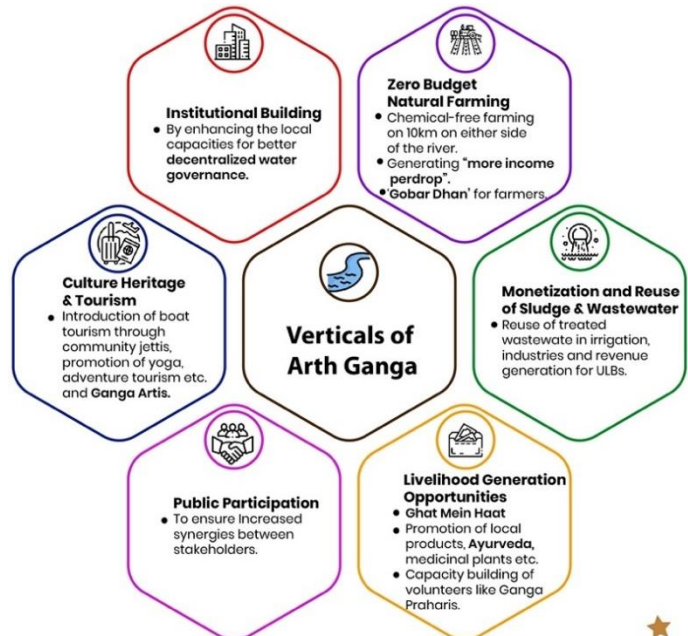 Institutional Building
• By enhancing the local
capacities for better
decentralized water
governance.
Zero Budget
Natural Farming
• Chemical-free farming
on 10km on either side
of the river.
• Generating “more income
perdrop”.
• 'Gobar Dhan' for farmers.
Culture Heritage
& Tourism
• Introduction of boat
tourism through
community jettis,
promotion of yoga,
adventure tourism etc.
and Ganga Artis.
Verticals of
Arth Ganga
Monetization and Reuse
of Sludge & Wastewater
• Reuse of treated
wastewate in irrigation,
industries and revenue
generation for ULBs.
Public Participation
• To ensure Increased
synergies between
stakeholders.
Livelihood Generation
Opportunities
• Ghat Mein Haat
• Promotion of local
products, Ayurveda,
medicinal plants etc.
• Capacity building of
volunteers like Ganga
Praharis.